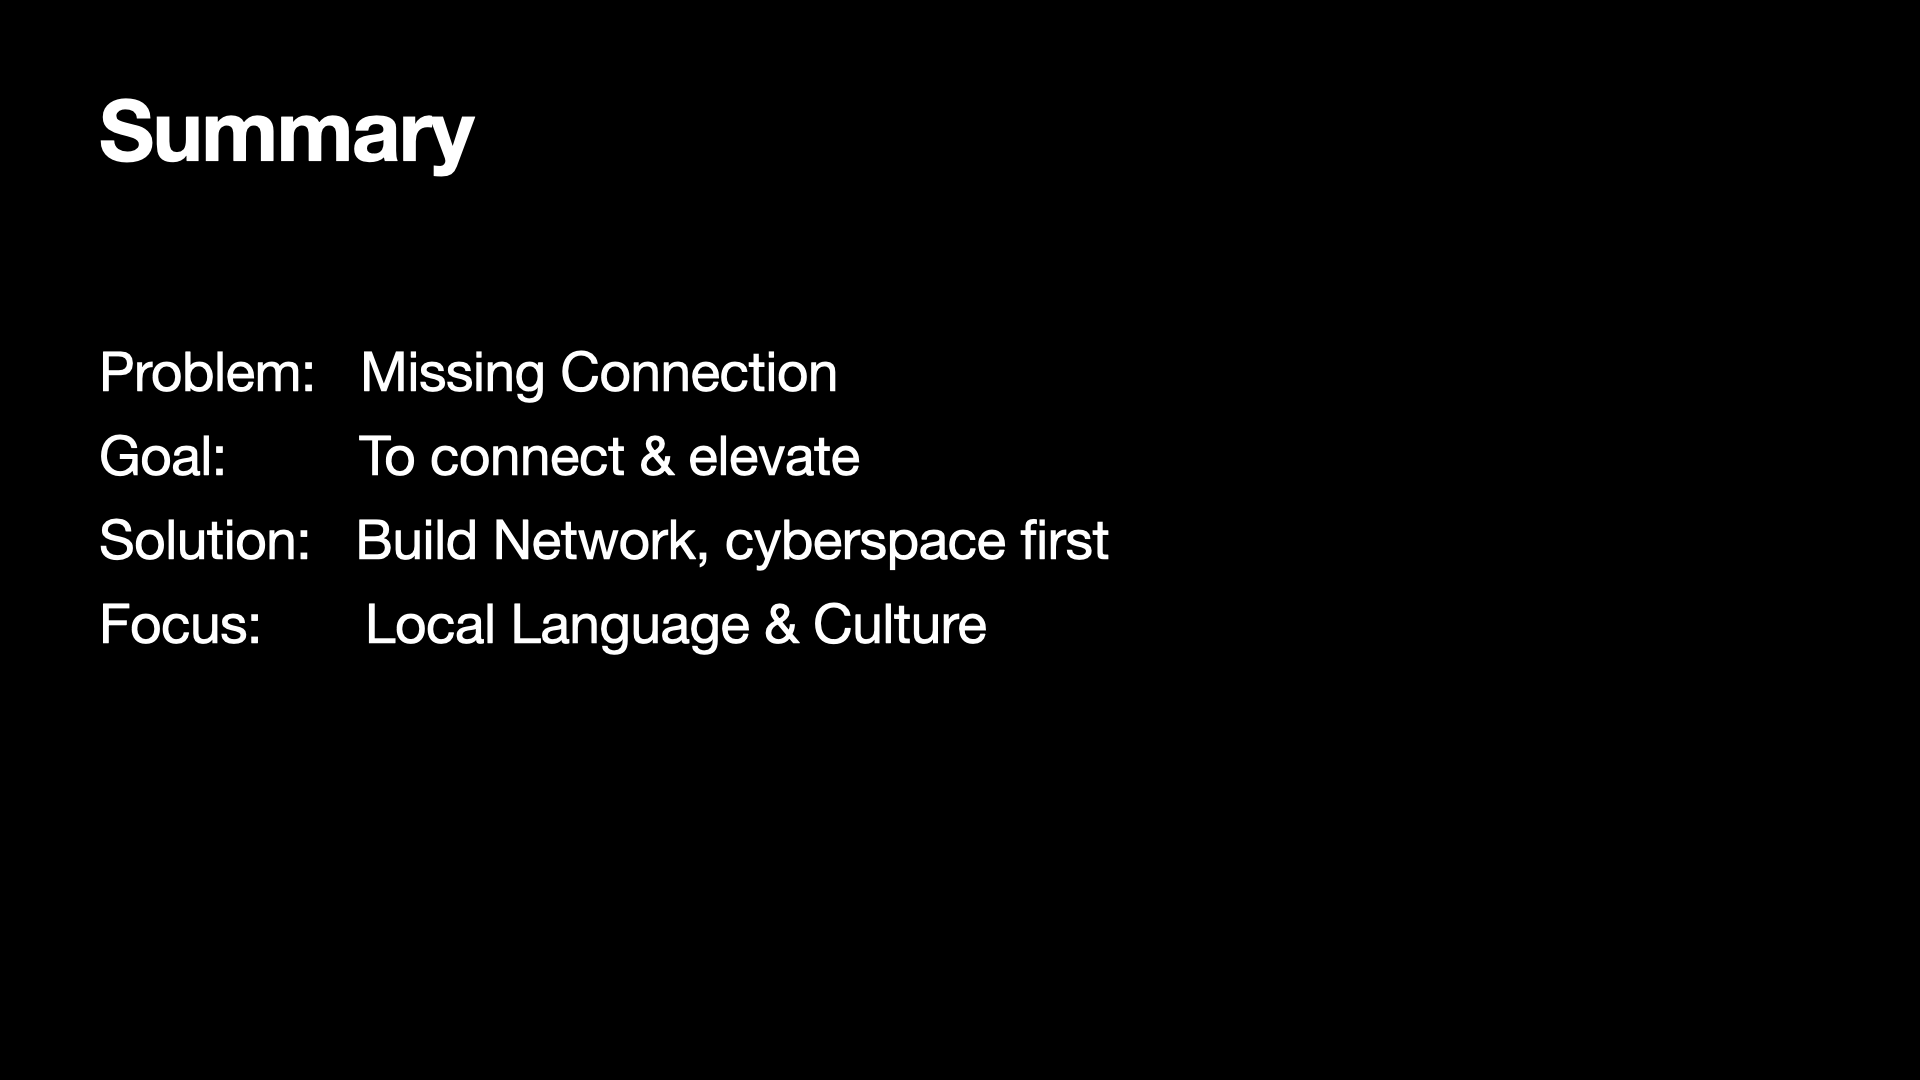 Summary
Problem: Missing Connection
Goal: To connect & elevate
Solution: Build Network, cyberspace first
Focus: Local Language & Culture